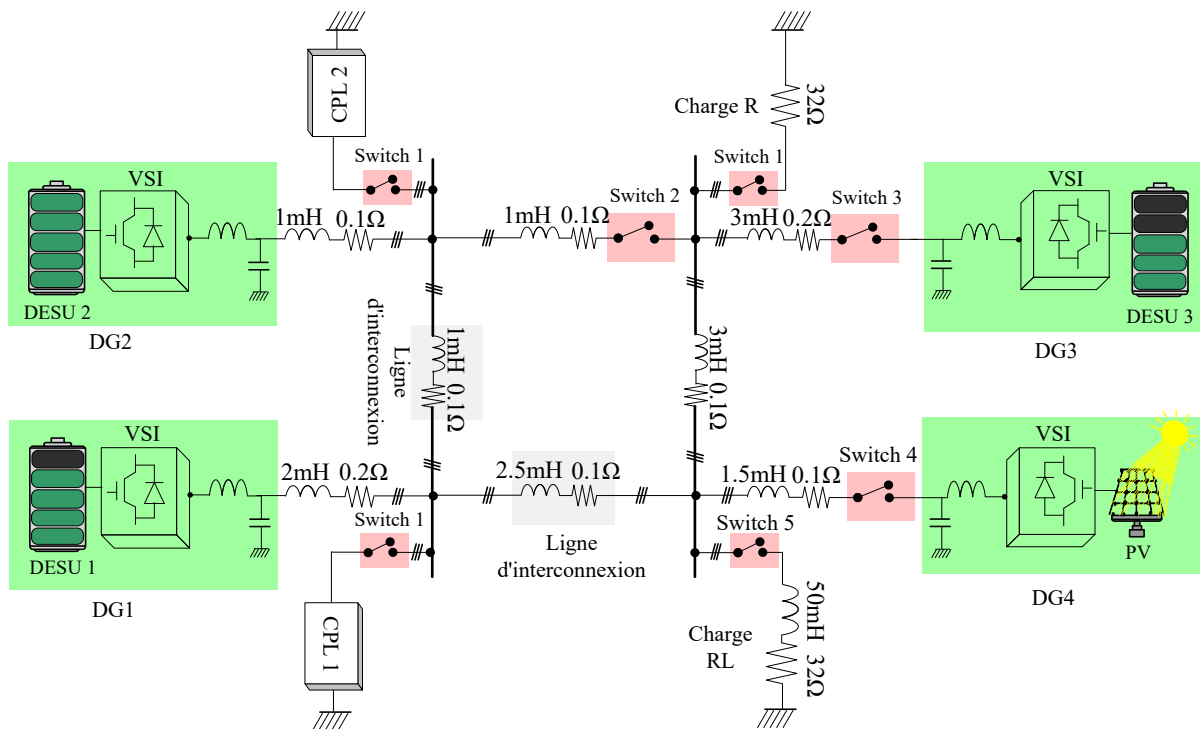 CPL 2
Switch 1
Charge R
32Ω
Switch 1
VSI
DESU 2
DG2
1mH 0.1Ω
1mH 0.1Ω
Switch 2
3mH 0.2Ω
Switch 3
VSI
DESU 3
DG3
Ligne
d'interconnexion
1mH 0.1Ω
3mH 0.1Ω
VSI
DESU 1
DG1
2mH 0.2Ω
Switch 1
CPL 1
2.5mH 0.1Ω
Ligne
d'interconnexion
1.5mH 0.1Ω
Switch 4
Switch 5
VSI
PV
DG4
Charge
RL
50mH 32Ω